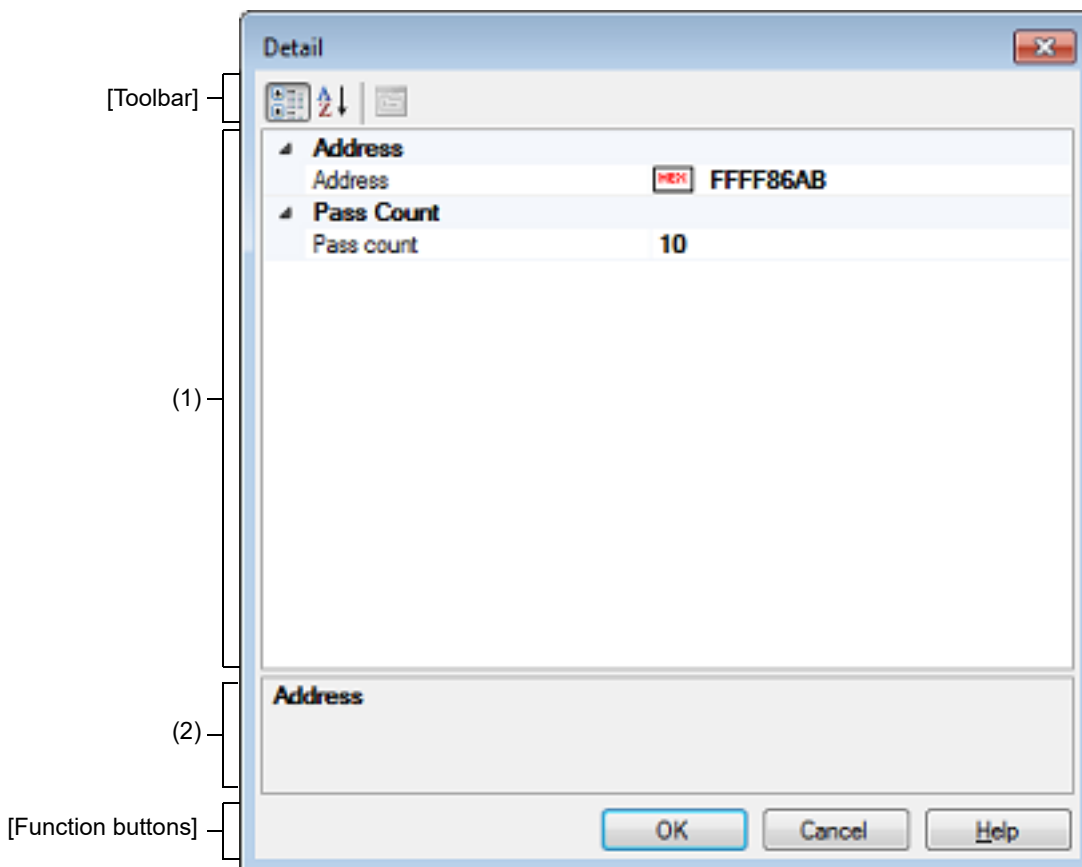 Detail
[Toolbar]
A
Z
Address
Address HEX FFFF86AB
Pass Count
Pass count 10
(1)
Address
(2)
[Function buttons]
OK Cancel Help